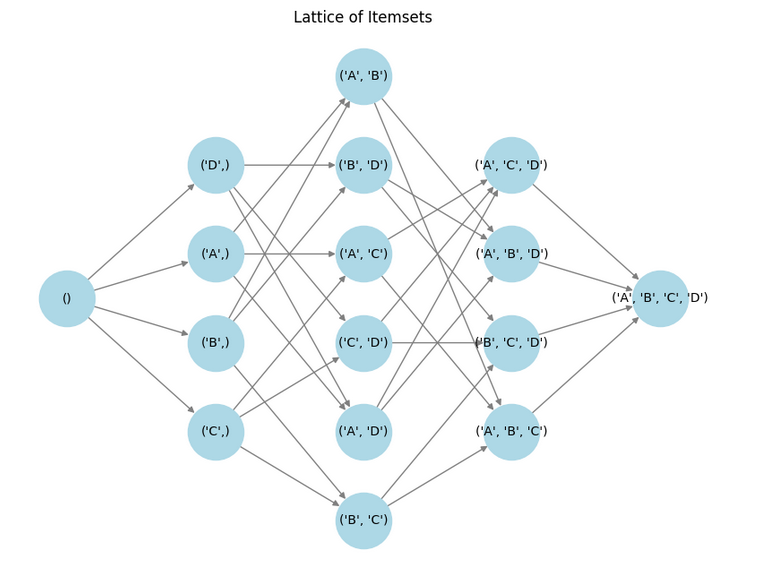 Lattice of Itemsets
()
('D',)
('A',)
('B',)
('C',)
('A', 'B')
('B', 'D')
('A', 'C')
('C', 'D')
('A', 'D')
('B', 'C')
('A', 'C', 'D')
('A', 'B', 'D')
('B', 'C', 'D')
('A', 'B', 'C')
('A', 'B', 'C', 'D')